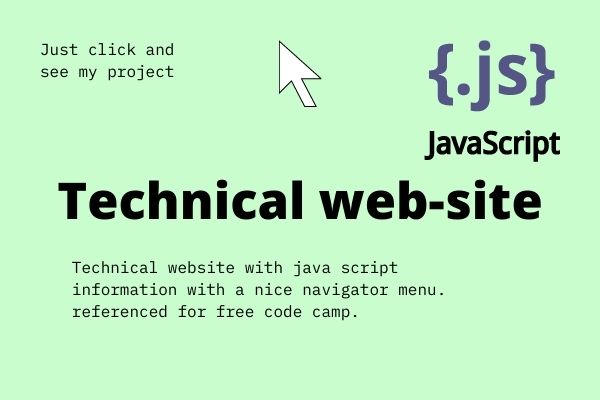 Just click and
see my project
{.js}
JavaScript
Technical web-site
Technical website with java script
information with a nice navigator menu.
referenced for free code camp.